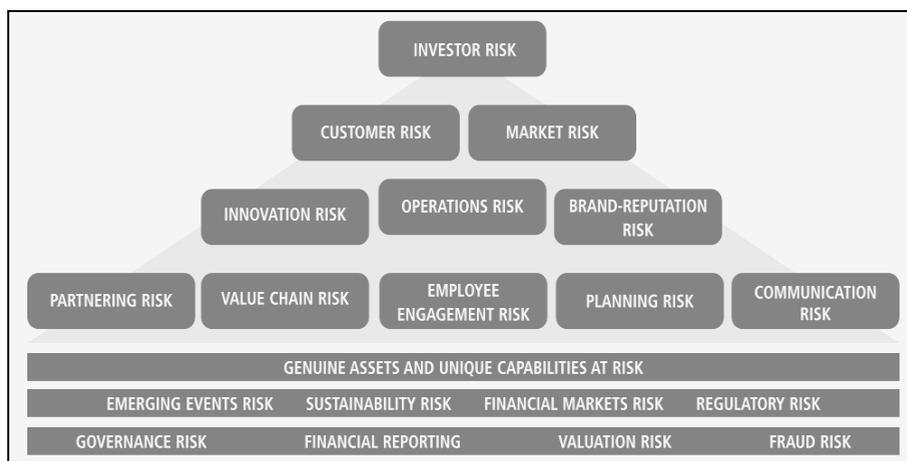 INVESTOR RISK
CUSTOMER RISK
MARKET RISK
INNOVATION RISK
OPERATIONS RISK
BRAND-REPUTATION
RISK
PARTNERING RISK
VALUE CHAIN RISK
EMPLOYEE
ENGAGEMENT RISK
PLANNING RISK
COMMUNICATION
RISK
GENUINE ASSETS AND UNIQUE CAPABILITIES AT RISK
EMERGING EVENTS RISK SUSTAINABILITY RISK FINANCIAL MARKETS RISK REGULATORY RISK
GOVERNANCE RISK FINANCIAL REPORTING VALUATION RISK FRAUD RISK